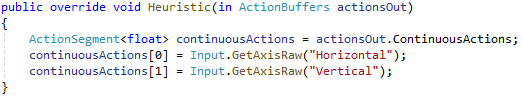 public override void Heuristic(in ActionBuffers actionsOut)
{
    ActionSegment<float> continuousActions = actionsOut.ContinuousActions;
    continuousActions[0] = Input.GetAxisRaw("Horizontal");
    continuousActions[1] = Input.GetAxisRaw("Vertical");
}